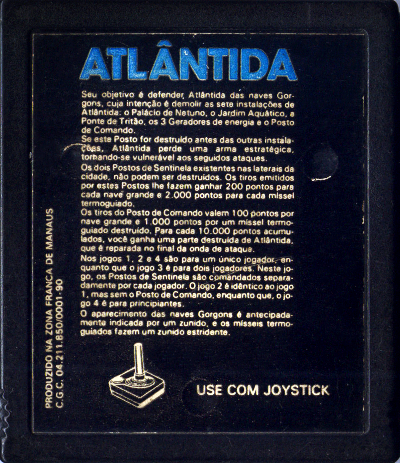 ATLÂNTIDA
Seu objetivo é defender Atlântida das naves Gor-
gons, cuja intenção é demolir as sete instalações de
Atlântida: o Palácio de Netuno, o Jardim Aquático, a
Ponte de Tritão, os 3 Geradores de energia e o Posto
de Comando.
Se este Posto for destruído antes das outras instala-
ções, Atlântida perde uma arma estratégica,
tornando-se vulnerável aos seguidos ataques.
Os dois Postos de Sentinela existentes nas laterais da
cidade, não podem ser destruídos. Os tiros emitidos
por estes Postos lhe fazem ganhar 200 pontos para
cada nave grande e 2.000 pontos para cada míssel
termoguiado.
Os tiros do Posto de Comando valem 100 pontos por
nave grande e 1.000 pontos por um míssel termo-
guiado destruído. Para cada 10.000 pontos acumu-
lados, você ganha uma parte destruída de Atlântida,
que é reparada no final da onda de ataque.
Nos jogos 1, 2 e 4 são para um único jogador, en-
quanto que o jogo 3 é para dois jogadores. Neste jo-
go, os Postos de Sentinela são comandados separa-
damente por cada jogador. O jogo 2 é idêntico ao jogo
1, mas sem o Posto de Comando, enquanto que, o jo-
go 4 é para principiantes.
O aparecimento das naves Gorgons é antecipada-
mente indicada por um zunido, e os mísseis termo-
guiados fazem um zunido estridente.
USE COM JOYSTICK
PRODUZIDO NA ZONA FRANCA DE MANAUS
C.G.C. 04.211.850/0001-90